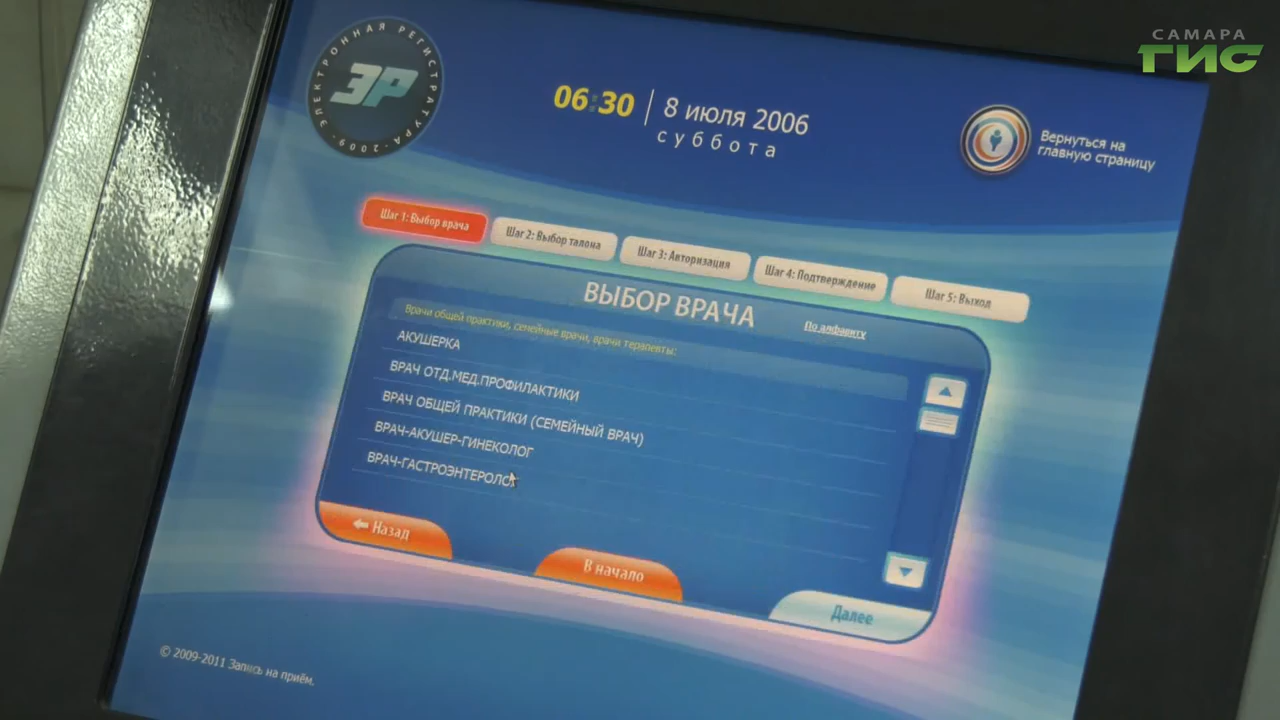 САМАРА
ГИС
ЭЛЕКТРОННАЯ РЕГИСТРАТУРА · 2009 ·
ЭР
06:30
8 июля 2006
суббота
Вернуться на
главную страницу
Шаг 1: Выбор врача
Шаг 2: Выбор талона
Шаг 3: Авторизация
Шаг 4: Подтверждение
Шаг 5: Выход
ВЫБОР ВРАЧА
По алфавиту
Врачи общей практики, семейные врачи, врачи терапевты:
АКУШЕРКА
ВРАЧ ОТД.МЕД.ПРОФИЛАКТИКИ
ВРАЧ ОБЩЕЙ ПРАКТИКИ (СЕМЕЙНЫЙ ВРАЧ)
ВРАЧ-АКУШЕР-ГИНЕКОЛОГ
ВРАЧ-ГАСТРОЭНТЕРОЛОГ
Назад
В начало
Далее
© 2009-2011 Запись на приём.